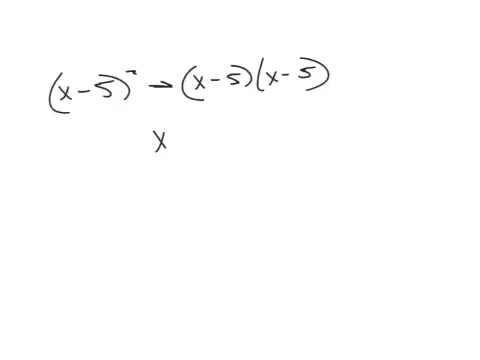 (x-5)² → (x-5)(x-5)
x